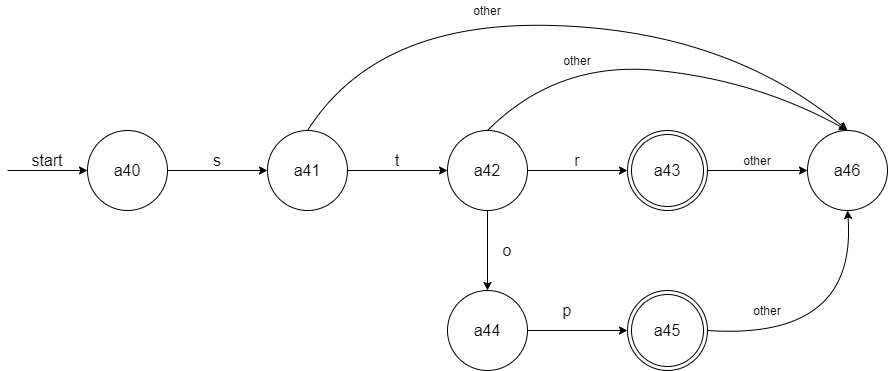 other
other
start
a40
s
a41
t
a42
r
a43
other
a46
o
a44
p
a45
other